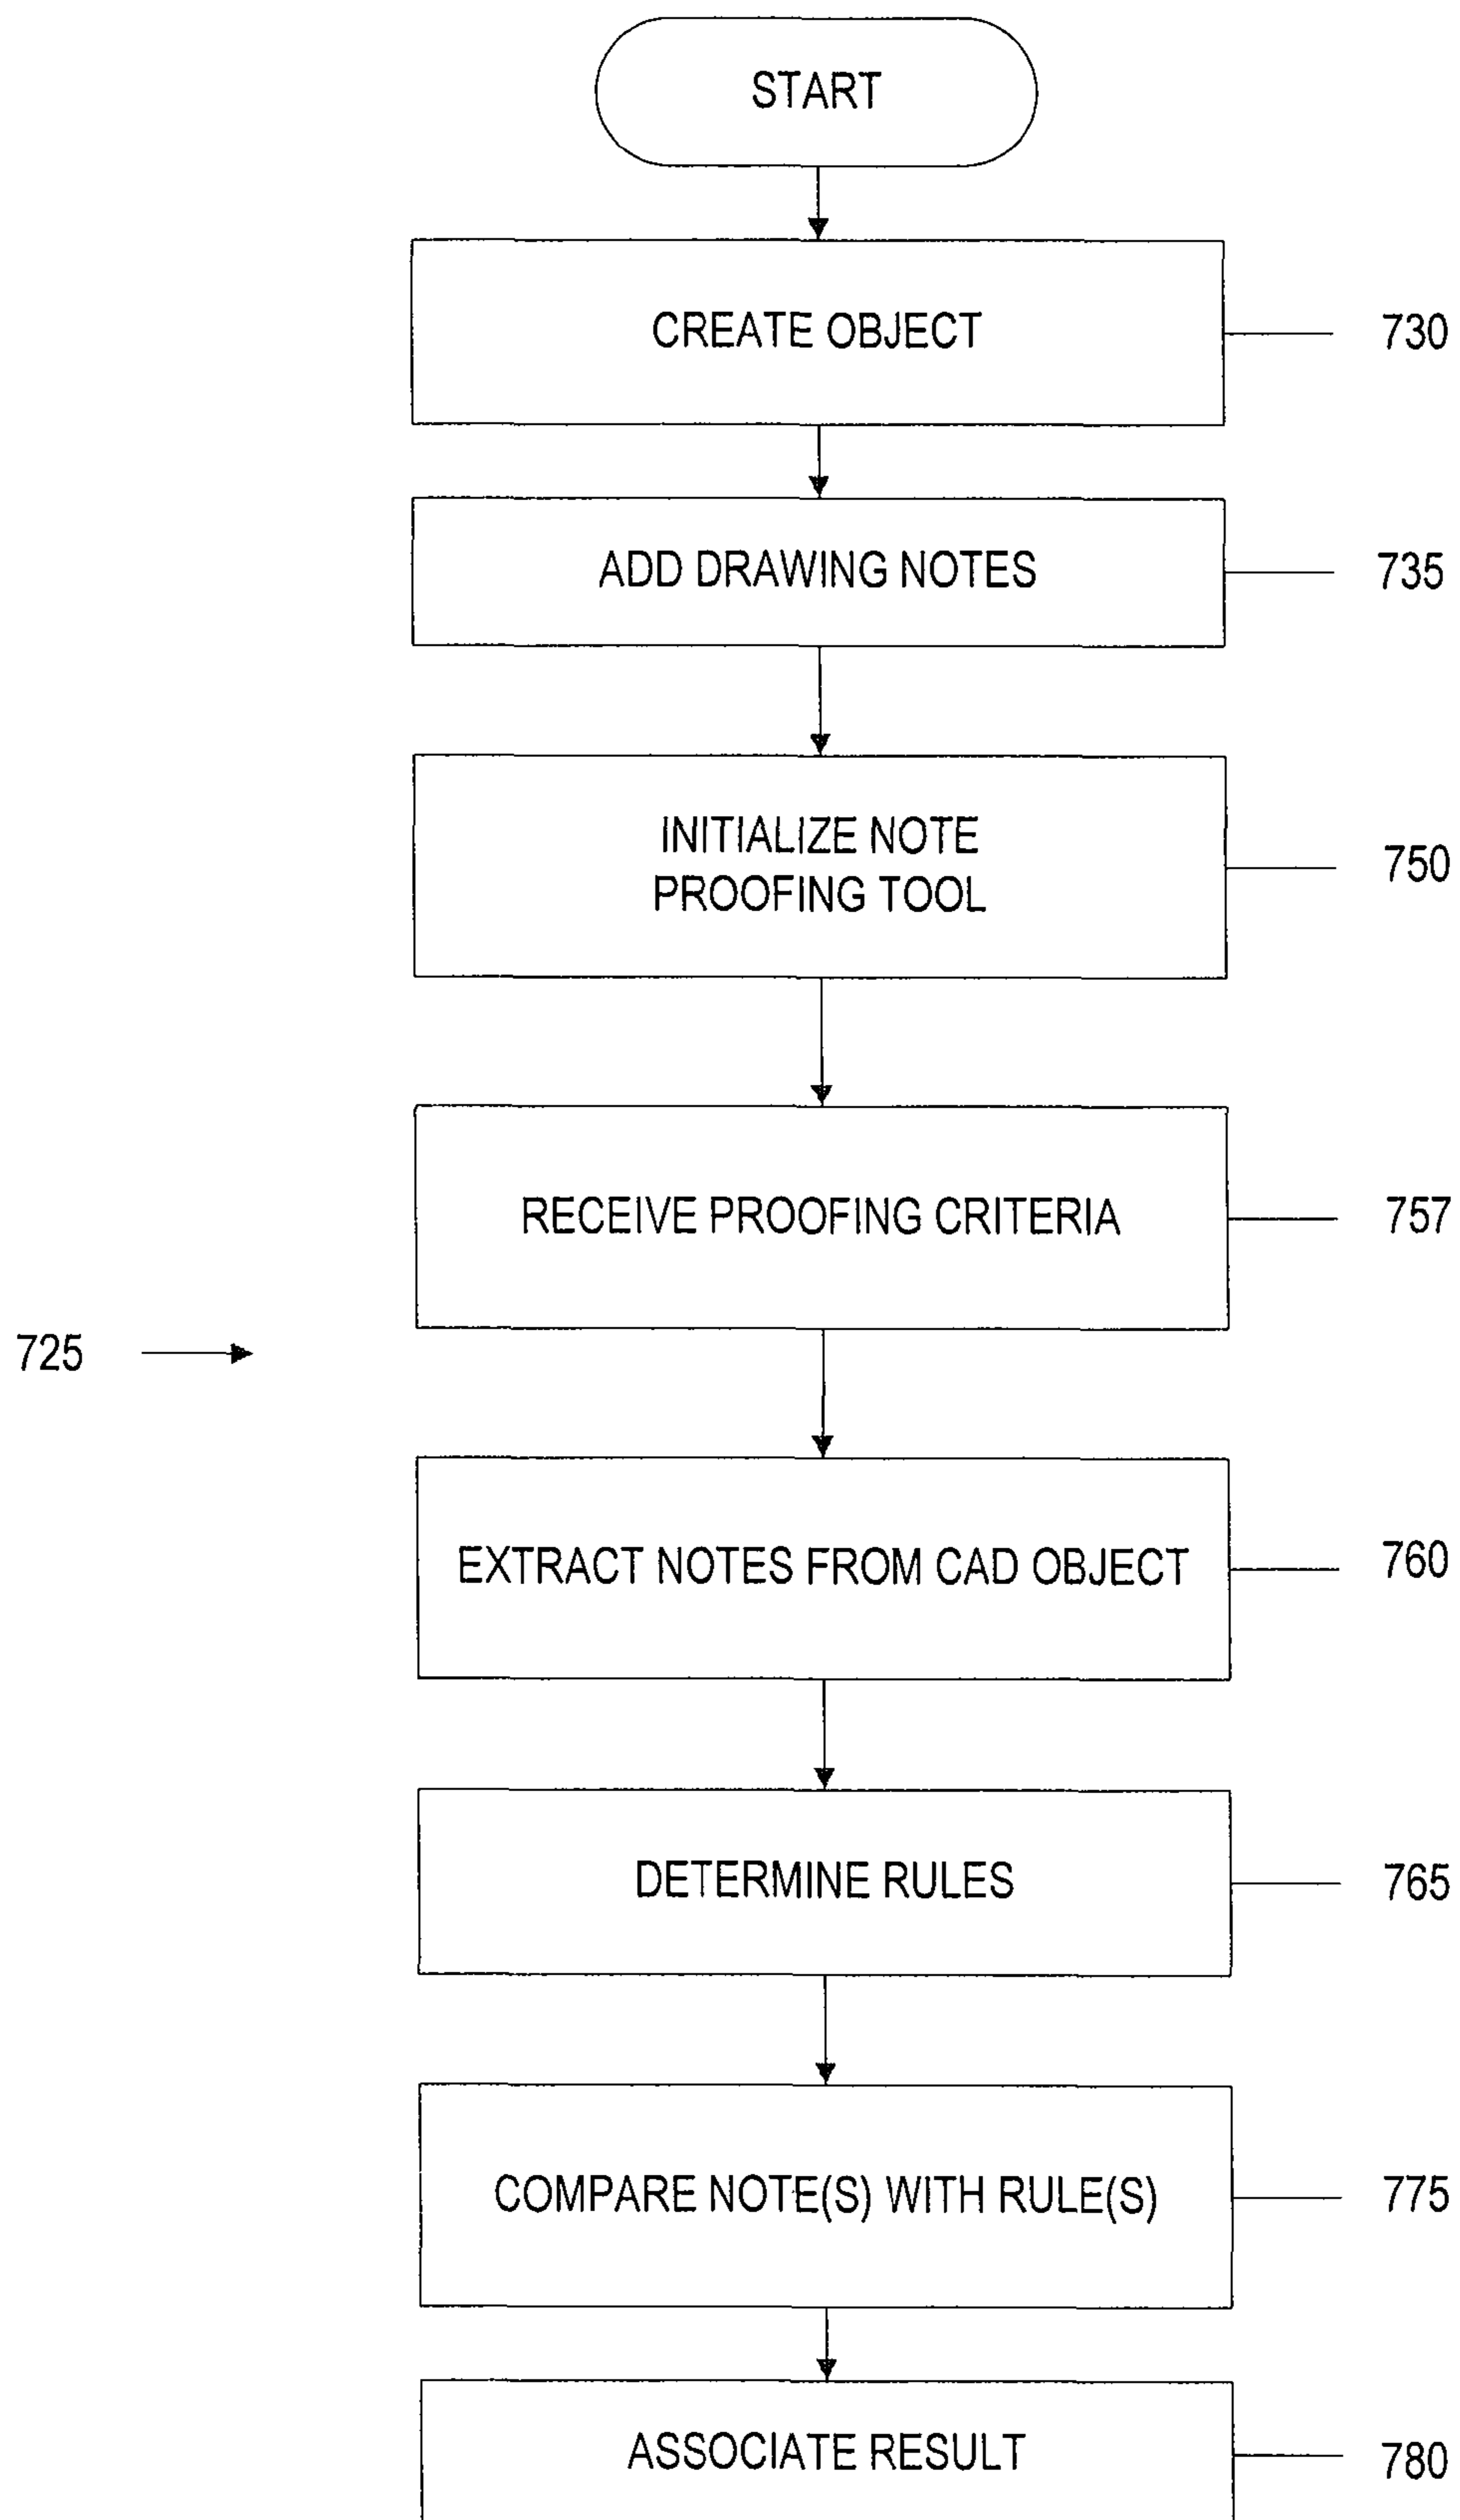 START
CREATE OBJECT
730
ADD DRAWING NOTES
735
INITIALIZE NOTE
PROOFING TOOL
750
RECEIVE PROOFING CRITERIA
757
725
EXTRACT NOTES FROM CAD OBJECT
760
DETERMINE RULES
765
COMPARE NOTE(S) WITH RULE(S)
775
ASSOCIATE RESULT
780